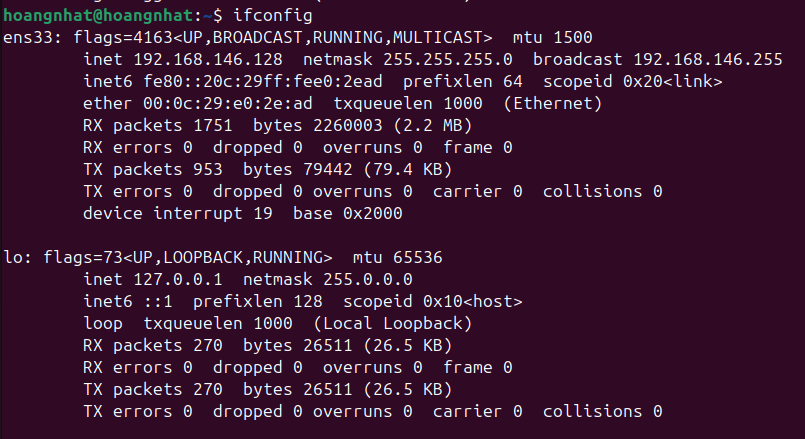 hoangnhat@hoangnhat:~$ ifconfig
ens33: flags=4163<UP,BROADCAST,RUNNING,MULTICAST>  mtu 1500
        inet 192.168.146.128  netmask 255.255.255.0  broadcast 192.168.146.255
        inet6 fe80::20c:29ff:fee0:2ead  prefixlen 64  scopeid 0x20<link>
        ether 00:0c:29:e0:2e:ad  txqueuelen 1000  (Ethernet)
        RX packets 1751  bytes 2260003 (2.2 MB)
        RX errors 0  dropped 0  overruns 0  frame 0
        TX packets 953  bytes 79442 (79.4 KB)
        TX errors 0  dropped 0 overruns 0  carrier 0  collisions 0
        device interrupt 19  base 0x2000

lo: flags=73<UP,LOOPBACK,RUNNING>  mtu 65536
        inet 127.0.0.1  netmask 255.0.0.0
        inet6 ::1  prefixlen 128  scopeid 0x10<host>
        loop  txqueuelen 1000  (Local Loopback)
        RX packets 270  bytes 26511 (26.5 KB)
        RX errors 0  dropped 0  overruns 0  frame 0
        TX packets 270  bytes 26511 (26.5 KB)
        TX errors 0  dropped 0 overruns 0  carrier 0  collisions 0